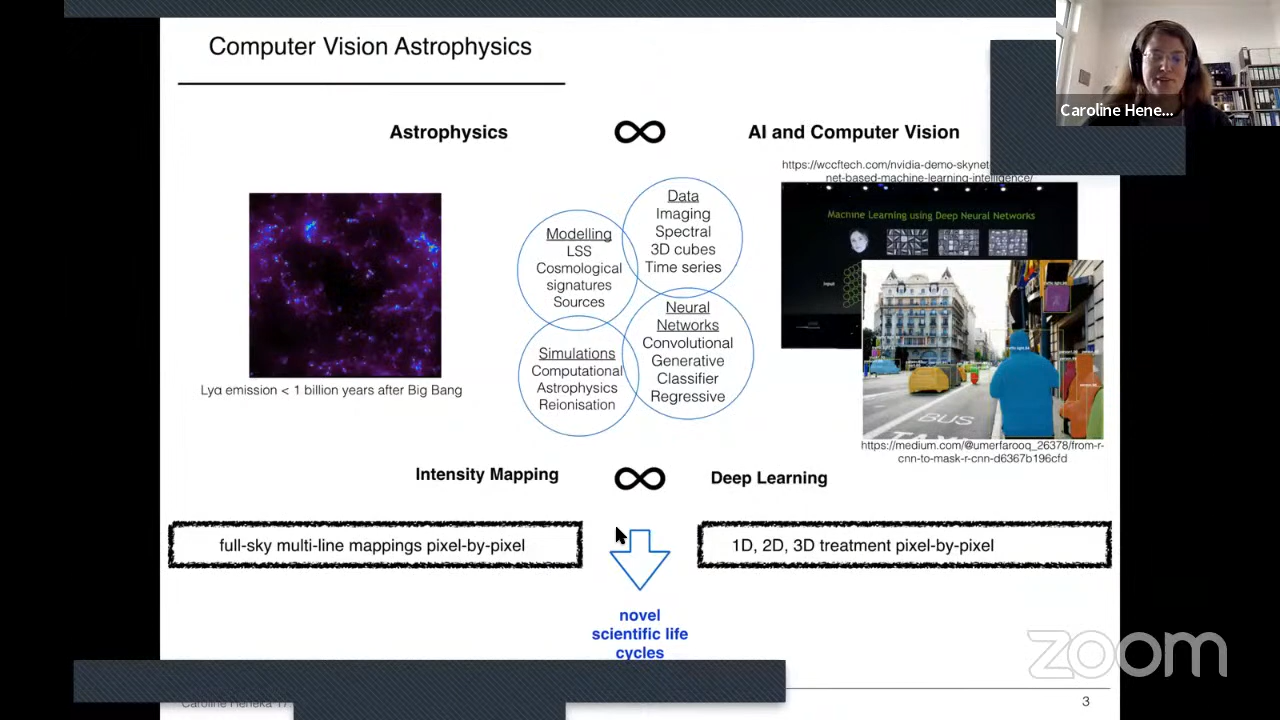 Computer Vision Astrophysics
Caroline Hene...
Astrophysics
AI and Computer Vision
https://wccftech.com/nvidia-demo-skynet
net-based-machine-learning-intelligence/
Data
Imaging
Spectral
3D cubes
Time series
Modelling
LSS
Cosmological
signatures
Sources
Machine Learning using Deep Neural Networks
Input
Neural
Networks
Convolutional
Generative
Classifier
Regressive
Simulations
Computational
Astrophysics
Reionisation
BUS
Lyα emission < 1 billion years after Big Bang
https://medium.com/@umerfarooq_26378/from-r-
cnn-to-mask-r-cnn-d6367b196cfd
Intensity Mapping
Deep Learning
full-sky multi-line mappings pixel-by-pixel
1D, 2D, 3D treatment pixel-by-pixel
novel
scientific life
cycles
zoom
Caroline Heneka 17.
3